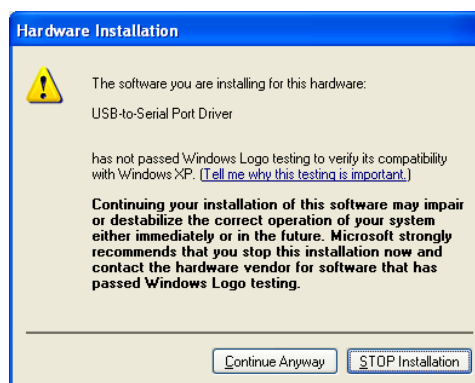 Hardware Installation
The software you are installing for this hardware:
USB-to-Serial Port Driver
has not passed Windows Logo testing to verify its compatibility
with Windows XP. (Tell me why this testing is important.)
Continuing your installation of this software may impair
or destabilize the correct operation of your system
either immediately or in the future. Microsoft strongly
recommends that you stop this installation now and
contact the hardware vendor for software that has
passed Windows Logo testing.
Continue Anyway
STOP Installation